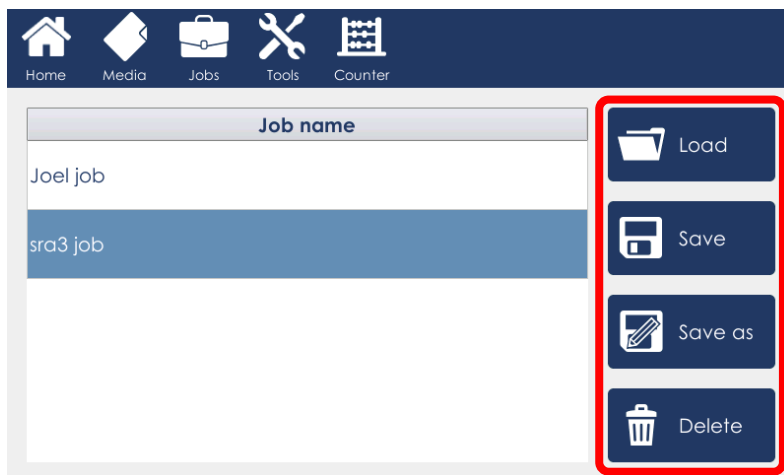 Home Media Jobs Tools Counter
Job name
Joel job
sra3 job
Load
Save
Save as
Delete